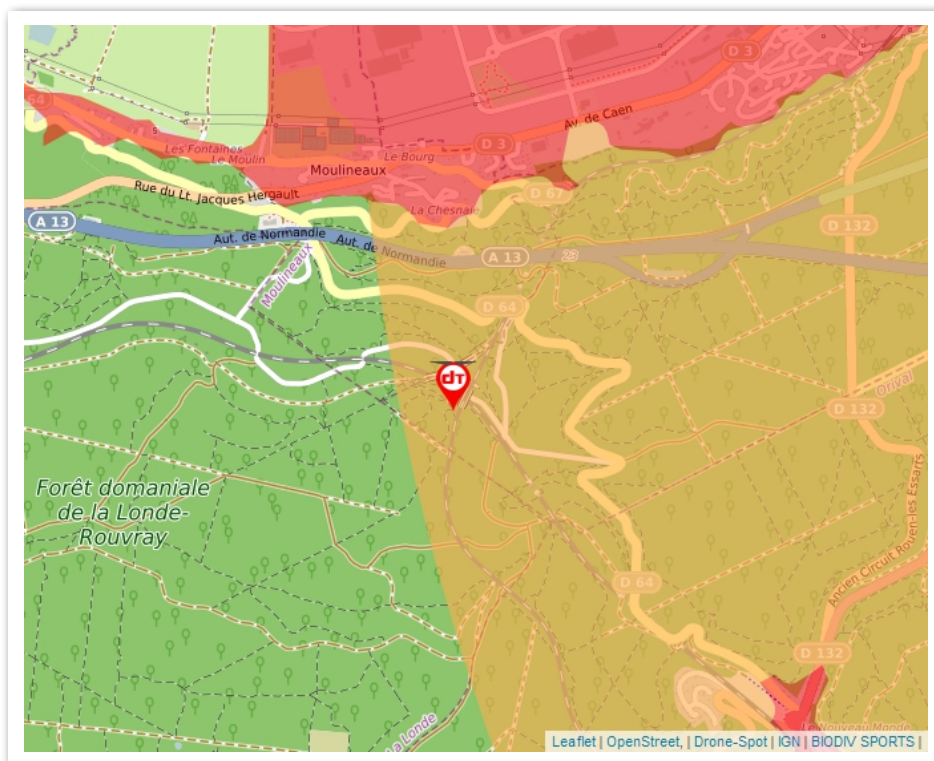 D 3
64
Av. de Caen
Les Fontaines
Le Moulin
D 3
Le Bourg
Moulineaux
Rue du Lt. Jacques Hergault
D 67
La Chesnaie
A 13
Aut. de Normandie
Aut. de Normandie
A 13
23
D 132
Moulineaux
D 64
dT
Orival
D 132
Forêt domaniale
de la Londe-
Rouvray
Ancien Circuit Rouen-les Essarts
D 64
D 132
La Londe
Le Nouveau Monde
Leaflet | OpenStreet, | Drone-Spot | IGN | BIODIV SPORTS |